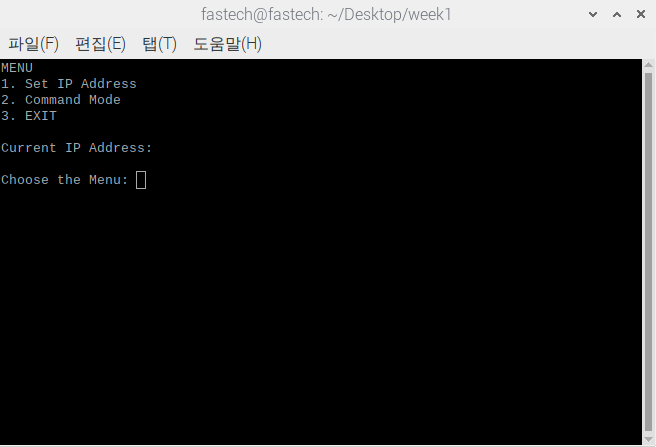 fastech@fastech: ~/Desktop/week1
파일(F) 편집(E) 탭(T) 도움말(H)
MENU
1. Set IP Address
2. Command Mode
3. EXIT
Current IP Address:
Choose the Menu: